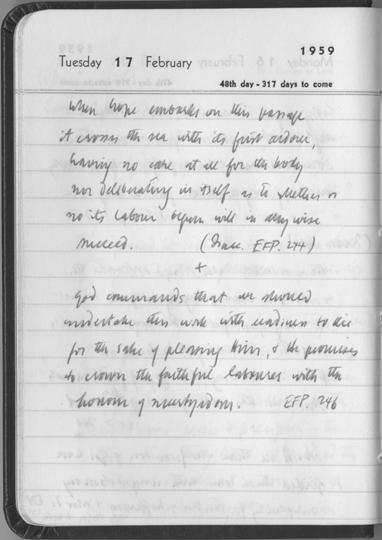 1959
Tuesday 17 February
48th day - 317 days to come
When hope embarks on this passage
it crosses the sea with its first ardour,
having no care at all for the body
nor deliberating in itself as to whether or
no its labour begun will in any wise
succeed. (Isaac. EFP. 244)
+
God commands that we should
undertake this work with readiness to die
for the sake of pleasing Him, & He promises
to crown the faithful labourer with the
honour of martyrdom. EFP. 246